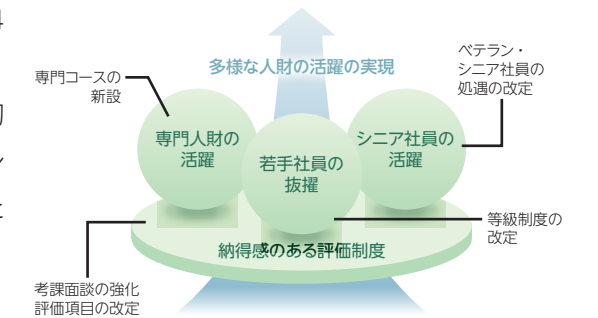 多様な人財の活躍の実現
ベテラン・
シニア社員の
処遇の改定
専門コースの
新設
専門人財の
活躍
若手社員の
抜擢
シニア社員の
活躍
等級制度の
改定
納得感のある評価制度
考課面談の強化
評価項目の改定